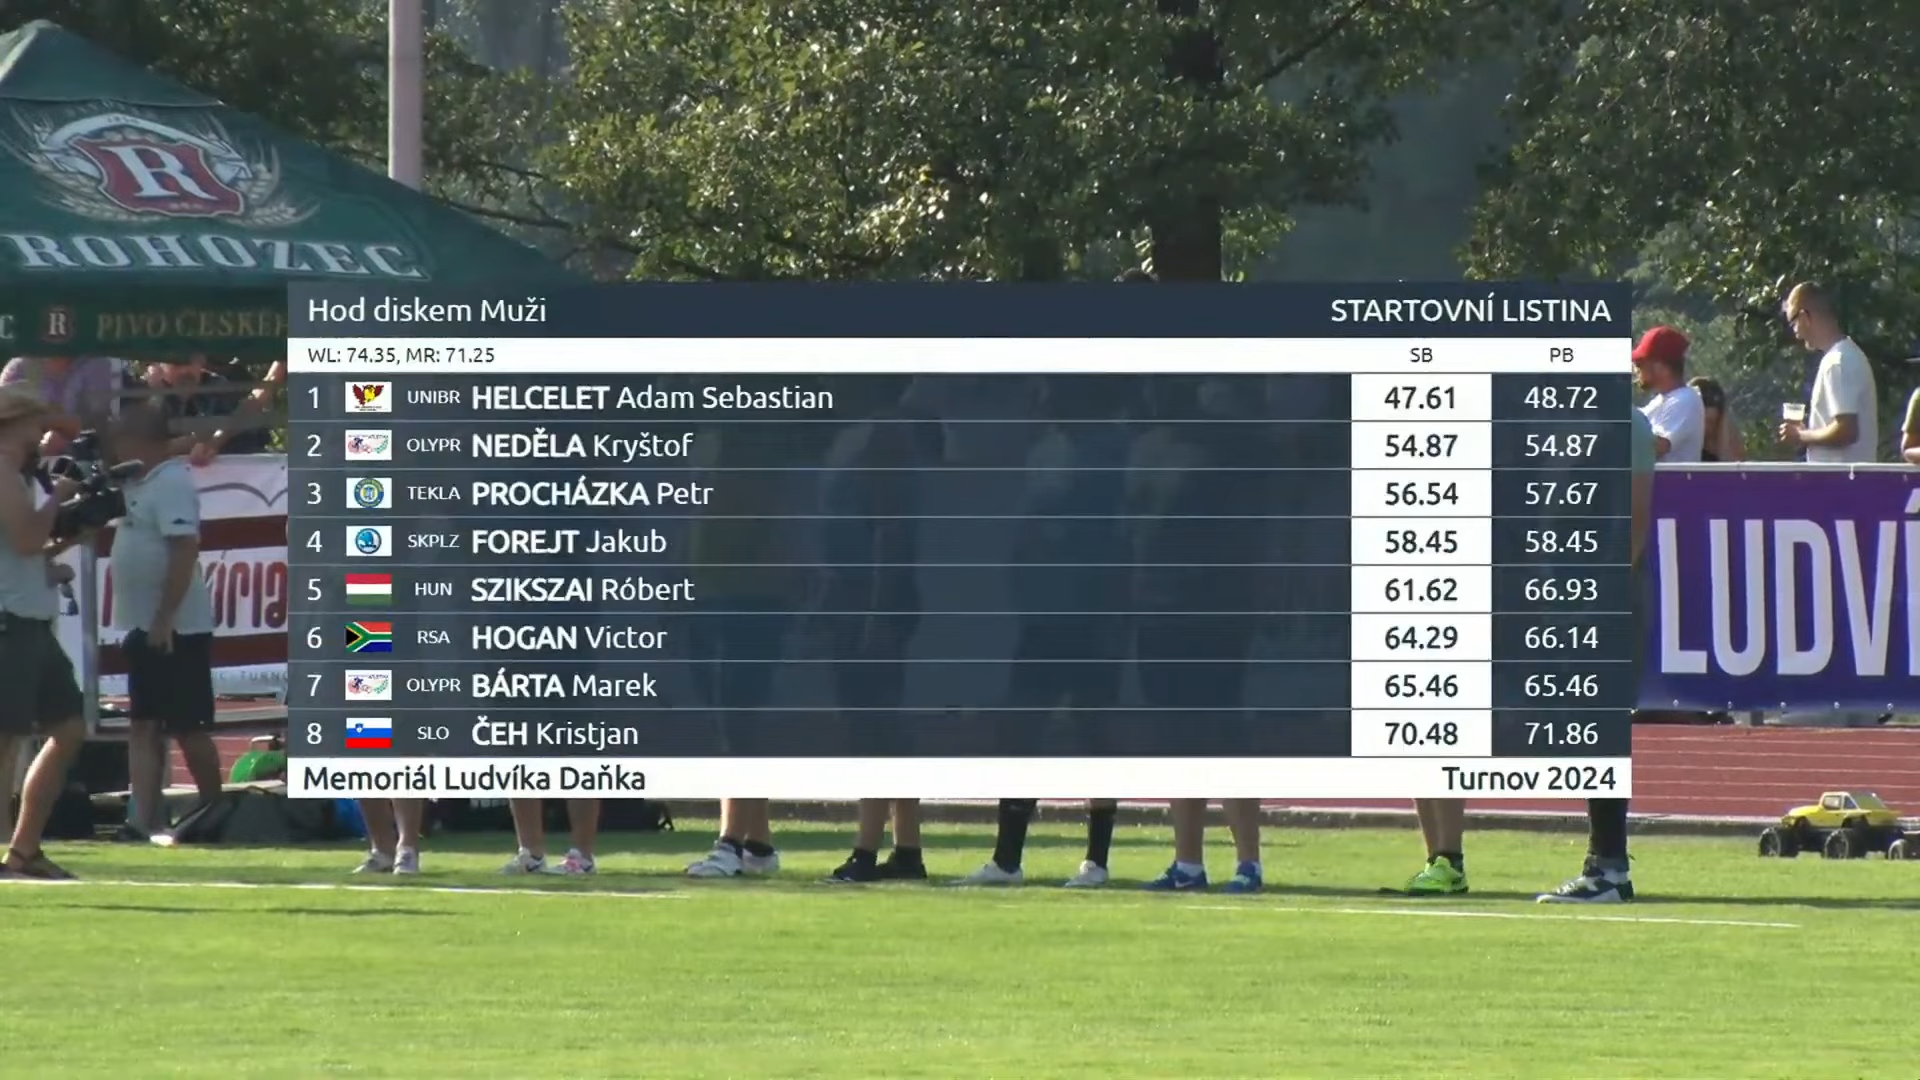 R
ROHOZEC
R PIVO ČESKÉH
Hod diskem Muži STARTOVNÍ LISTINA
WL: 74.35, MR: 71.25 SB PB
1 UNIBR HELCELET Adam Sebastian 47.61 48.72
2 OLYPR NEDĚLA Kryštof 54.87 54.87
3 TEKLA PROCHÁZKA Petr 56.54 57.67
4 SKPLZ FOREJT Jakub 58.45 58.45
5 HUN SZIKSZAI Róbert 61.62 66.93
6 RSA HOGAN Victor 64.29 66.14
7 OLYPR BÁRTA Marek 65.46 65.46
8 SLO ČEH Kristjan 70.48 71.86
Memoriál Ludvíka Daňka Turnov 2024
LUDVÍ